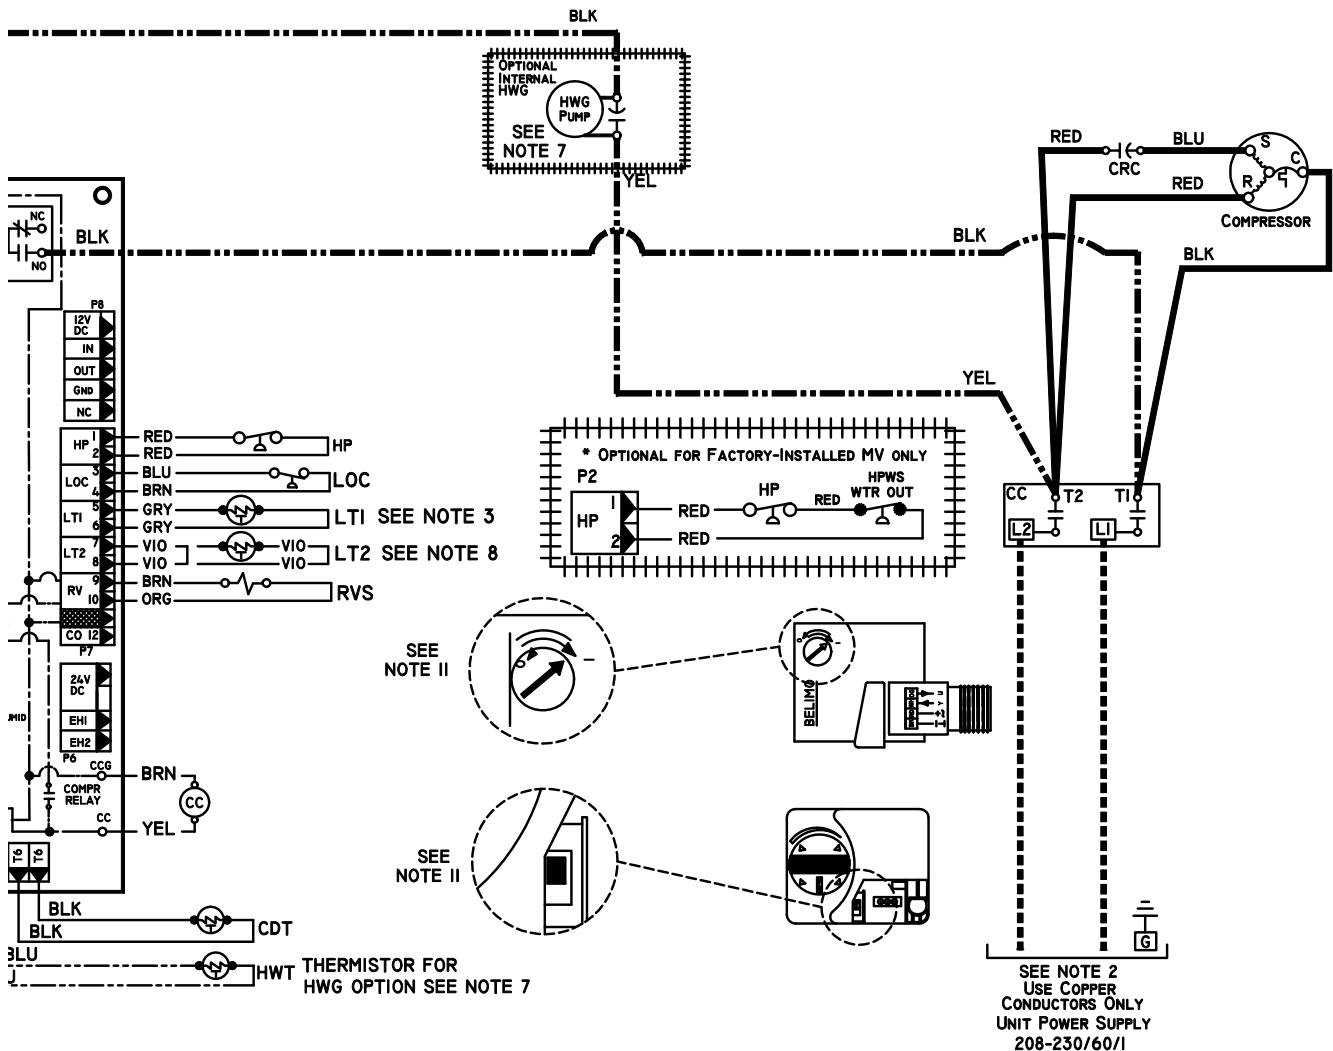 BLK
OPTIONAL
INTERNAL
HWG
HWG
PUMP
SEE
NOTE 7
YEL
RED
CRC
BLU
S
C
R
RED
COMPRESSOR
BLK
NC
NO
BLK
BLK
YEL
P8
12V
DC
IN
OUT
GND
NC
HP
1
2
RED
RED
HP
LOC
3
4
BLU
BRN
LOC
LT1
5
6
GRY
GRY
LT1 SEE NOTE 3
LT2
7
8
VIO
VIO
VIO
VIO
LT2 SEE NOTE 8
RV
9
10
BRN
ORG
RVS
CO 12
P7
* OPTIONAL FOR FACTORY-INSTALLED MV ONLY
P2
HP
1
2
RED
RED
HP
RED
HPWS
WTR OUT
CC
T2
T1
L2
L1
24V
DC
EH1
EH2
P6
UMID
CCG
COMPR
RELAY
CC
BRN
CC
YEL
T6
T6
SEE
NOTE 11
0
BELIMO
U
Y
SEE
NOTE 11
BLK
BLK
CDT
BLU
HWT
THERMISTOR FOR
HWG OPTION SEE NOTE 7
G
SEE NOTE 2
USE COPPER
CONDUCTORS ONLY
UNIT POWER SUPPLY
208-230/60/1